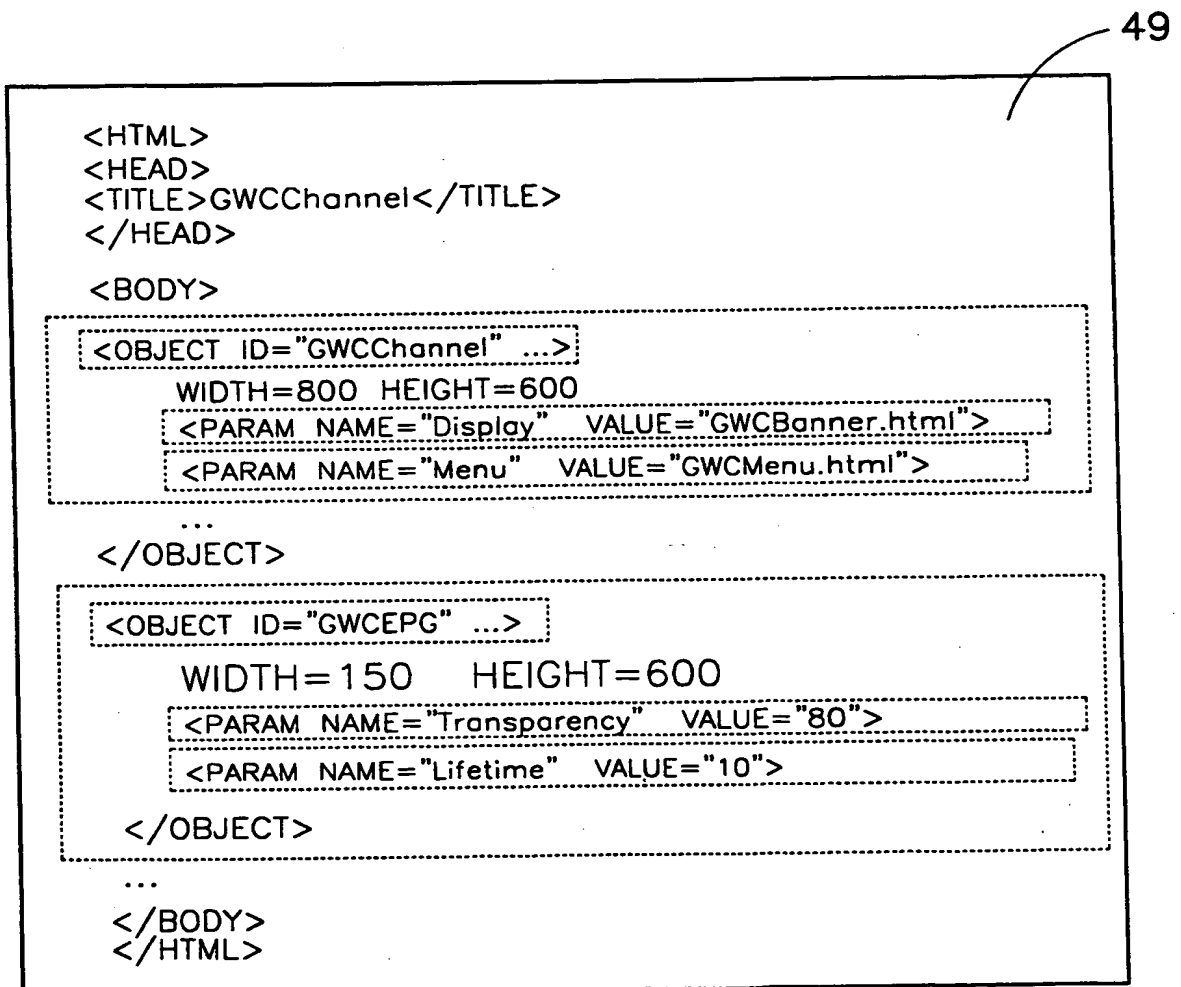 49
<HTML>
<HEAD>
<TITLE>GWCChannel</TITLE>
</HEAD>
<BODY>
<OBJECT ID="GWCChannel" ...>
WIDTH=800 HEIGHT=600
<PARAM NAME="Display" VALUE="GWCBanner.html">
<PARAM NAME="Menu" VALUE="GWCMenu.html">
...
</OBJECT>
<OBJECT ID="GWCEPG" ...>
WIDTH=150 HEIGHT=600
<PARAM NAME="Transparency" VALUE="80">
<PARAM NAME="Lifetime" VALUE="10">
</OBJECT>
...
</BODY>
</HTML>